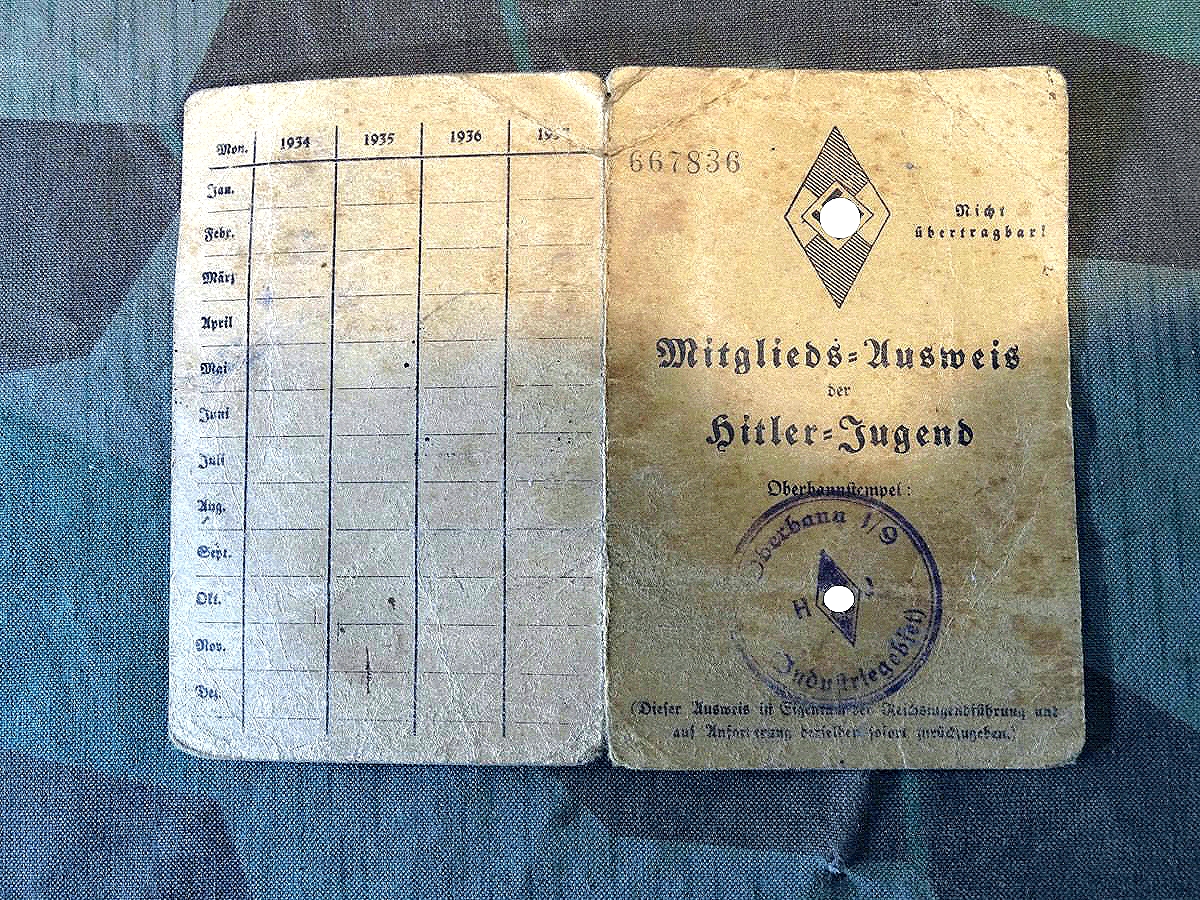 Mon. 1934 1935 1936 1937
Jan.
Febr.
März
April
Mai
Juni
Juli
Aug.
Sept.
Okt.
Nov.
Dez.
667836
Nicht
übertragbar!
Mitglieds=Ausweis
der
Hitler=Jugend
Oberbannstempel:
Oberbann 1/9
H J
(Industriegebiet)
(Dieser Ausweis ist Eigentum der Reichsjugendführung und
auf Anforderung derselben sofort zurückzugeben.)